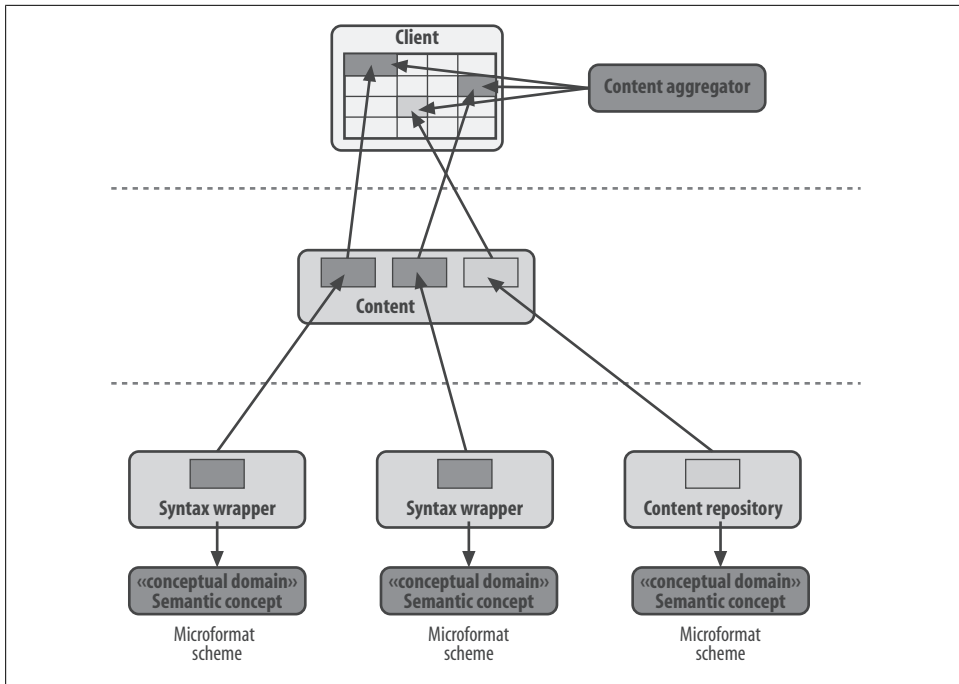 Client
Content aggregator
Content
Syntax wrapper
Syntax wrapper
Content repository
«conceptual domain»
Semantic concept
«conceptual domain»
Semantic concept
«conceptual domain»
Semantic concept
Microformat
scheme
Microformat
scheme
Microformat
scheme